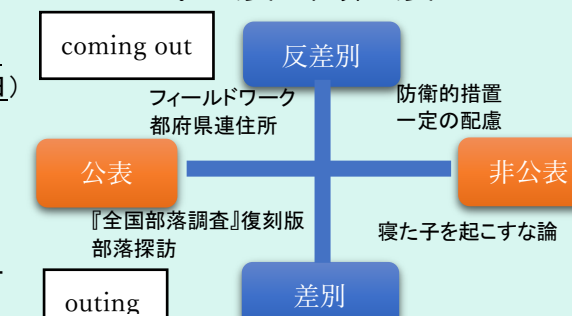 coming out
反差別
フィールドワーク
都府県連住所
防衛的措置
一定の配慮
公表
非公表
『全国部落調査』復刻版
部落探訪
寝た子を起こすな論
outing
差別